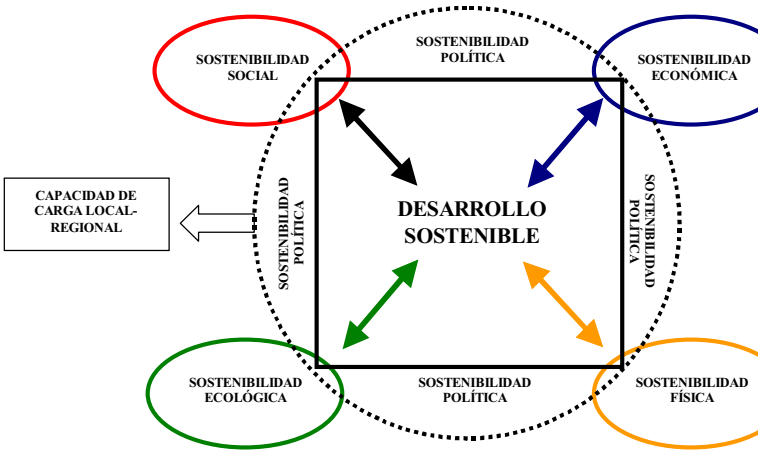 SOSTENIBILIDAD
SOCIAL
SOSTENIBILIDAD
POLÍTICA
SOSTENIBILIDAD
ECONÓMICA
CAPACIDAD DE
CARGA LOCAL-
REGIONAL
SOSTENIBILIDAD
POLÍTICA
DESARROLLO
SOSTENIBLE
SOSTENIBILIDAD
POLÍTICA
SOSTENIBILIDAD
ECOLÓGICA
SOSTENIBILIDAD
POLÍTICA
SOSTENIBILIDAD
FÍSICA